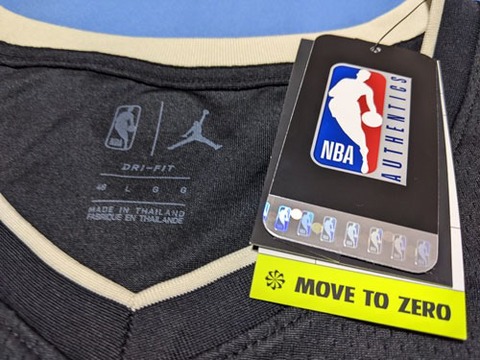 DRI-FIT
48 L G G
MADE IN THAILAND
FABRIQUÉ EN THAÏLANDE
NBA
AUTHENTICS
MOVE TO ZERO